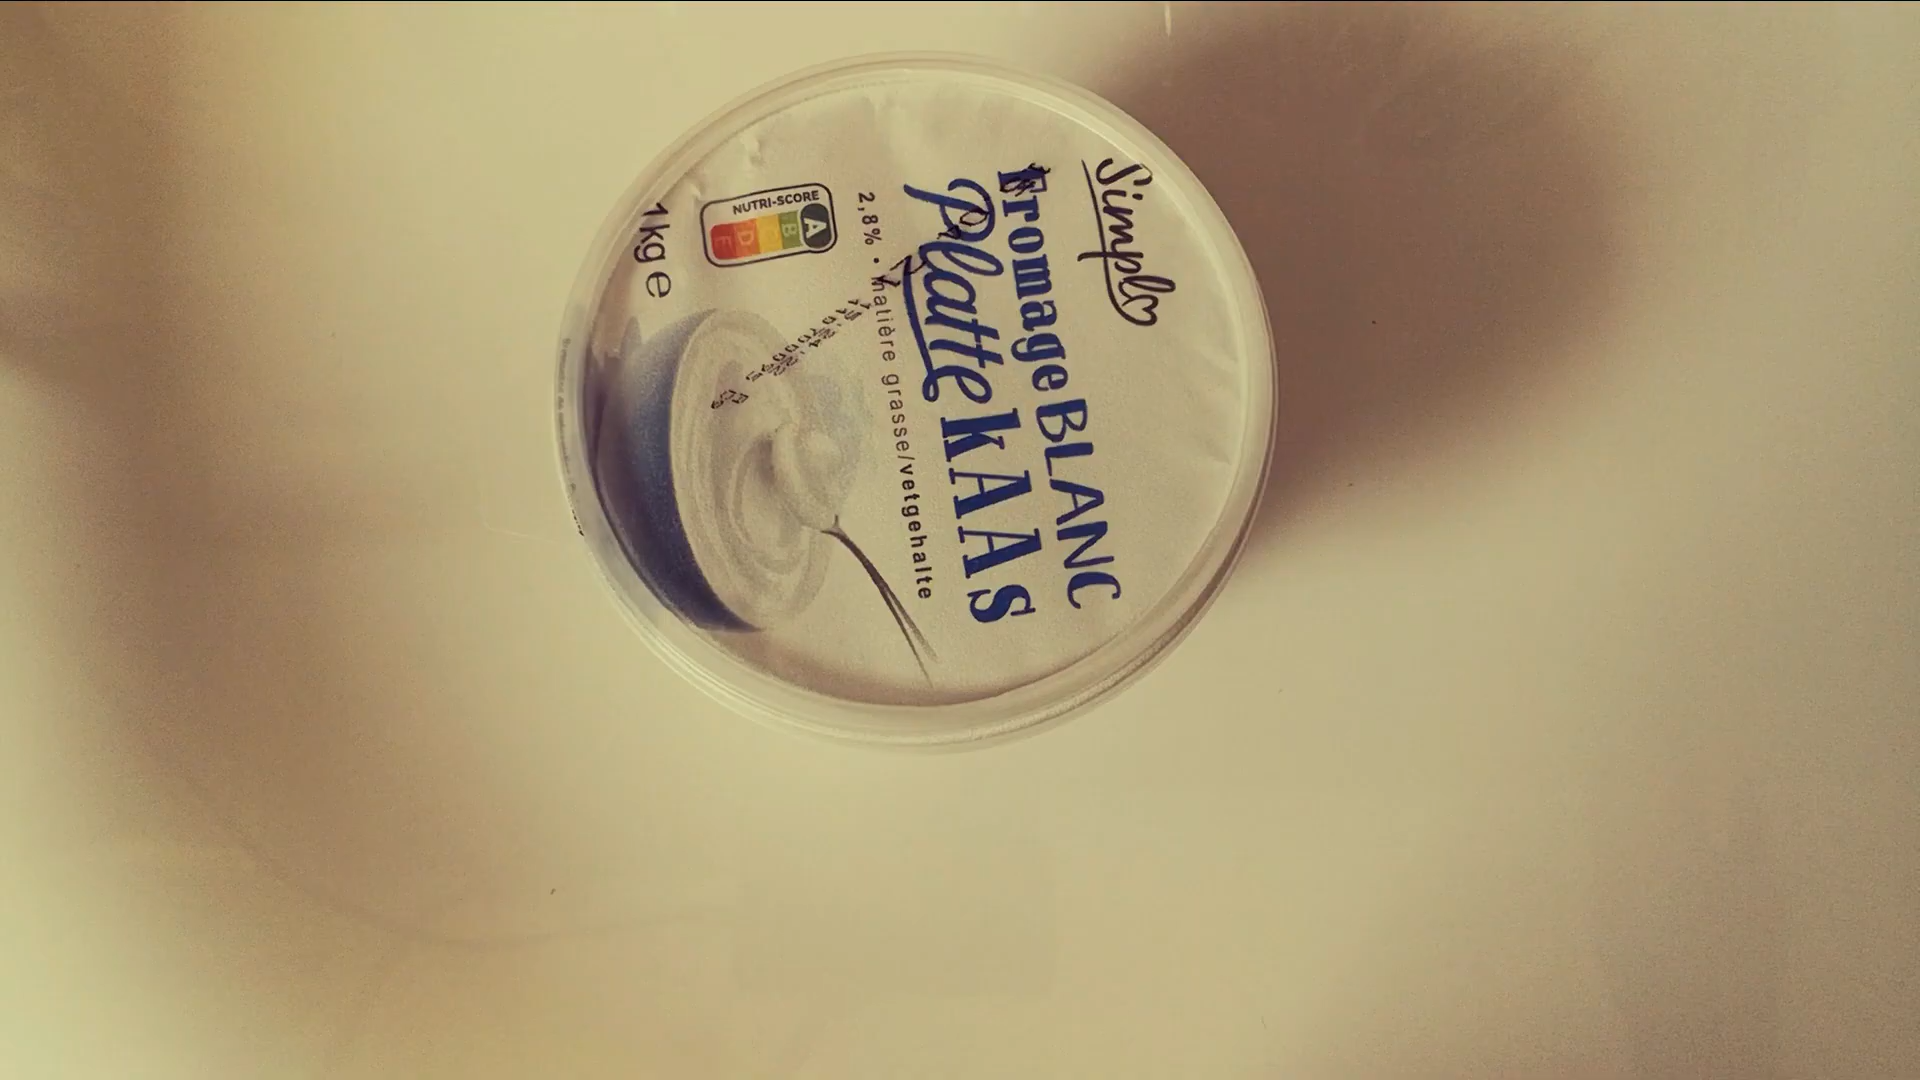 Simpl
Fromage BLANC
Platte kAAs
2,8% • matière grasse/vetgehalte
NUTRI-SCORE
A B C D E
1kg e